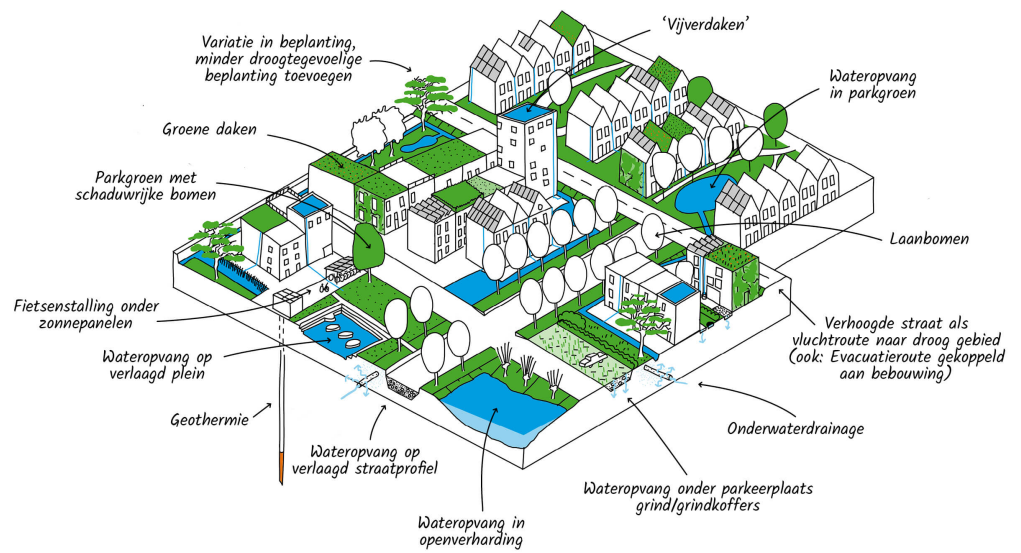 ‘Vijverdaken’
Variatie in beplanting,
minder droogtegevoelige
beplanting toevoegen
Wateropvang
in parkgroen
Groene daken
Parkgroen met
schaduwrijke bomen
Laanbomen
Fietsenstalling onder
zonnepanelen
Verhoogde straat als
vluchtroute naar droog gebied
(ook: Evacuatieroute gekoppeld
aan bebouwing)
Wateropvang op
verlaagd plein
Geothermie
Onderwaterdrainage
Wateropvang op
verlaagd straatprofiel
Wateropvang onder parkeerplaats
grind/grindkoffers
Wateropvang in
openverharding